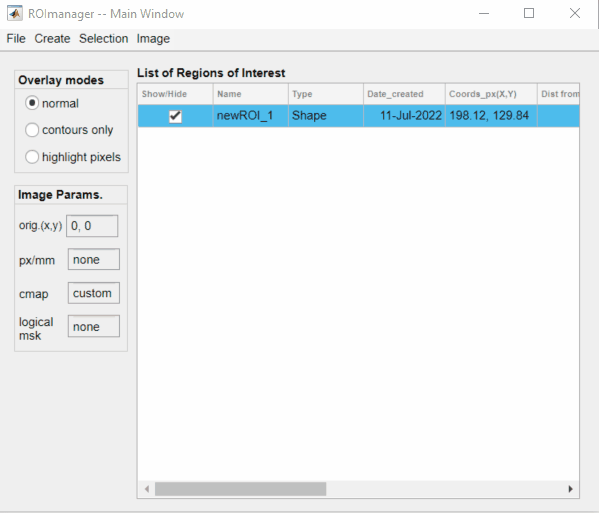 ROImanager -- Main Window
File Create Selection Image
Overlay modes
normal
contours only
highlight pixels
Image Params.
orig.(x,y) 0, 0
px/mm none
cmap custom
logical
msk none
List of Regions of Interest
Show/Hide Name Type Date_created Coords_px(X,Y) Dist from
newROI_1 Shape 11-Jul-2022 198.12, 129.84